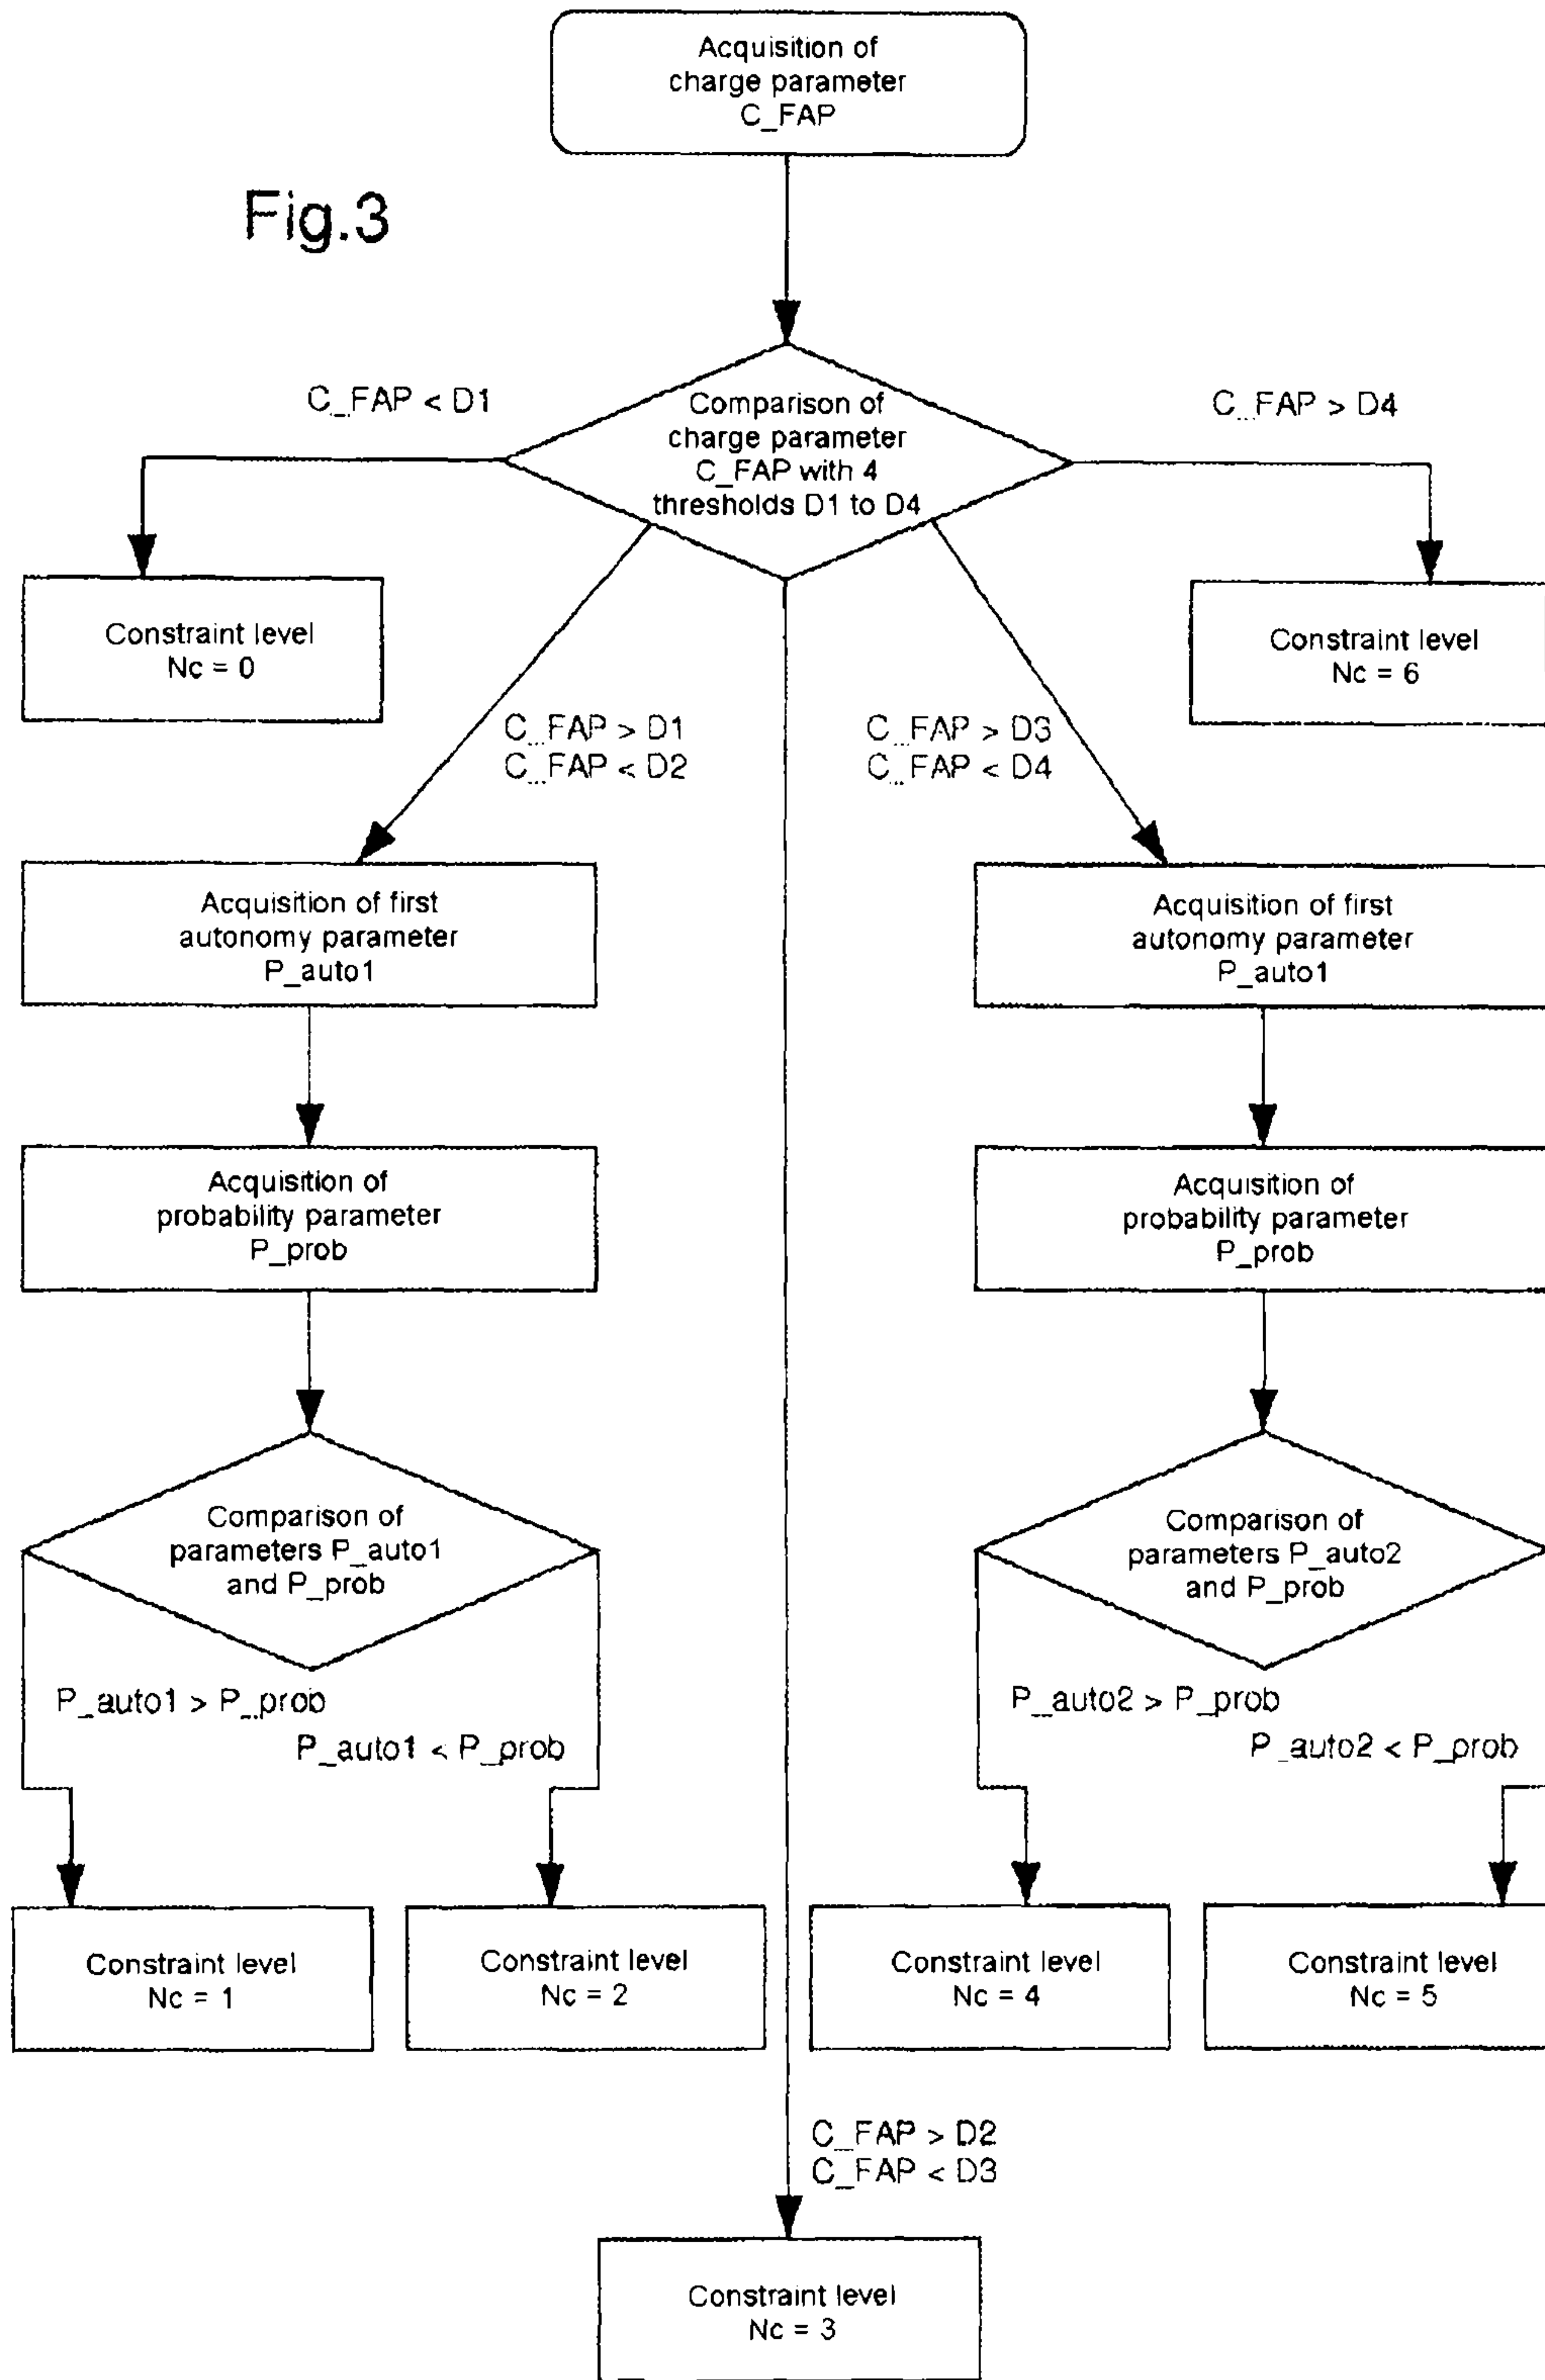 Acquisition of
charge parameter
C_FAP
Fig.3
C_FAP < D1
Comparison of
charge parameter
C_FAP with 4
thresholds D1 to D4
C_FAP > D4
Constraint level
Nc = 0
Constraint level
Nc = 6
C_FAP > D1
C_FAP < D2
C_FAP > D3
C_FAP < D4
Acquisition of first
autonomy parameter
P_auto1
Acquisition of first
autonomy parameter
P_auto1
Acquisition of
probability parameter
P_prob
Acquisition of
probability parameter
P_prob
Comparison of
parameters P_auto1
and P_prob
Comparison of
parameters P_auto2
and P_prob
P_auto1 > P_prob
P_auto1 < P_prob
P_auto2 > P_prob
P_auto2 < P_prob
Constraint level
Nc = 1
Constraint level
Nc = 2
Constraint level
Nc = 4
Constraint level
Nc = 5
C_FAP > D2
C_FAP < D3
Constraint level
Nc = 3